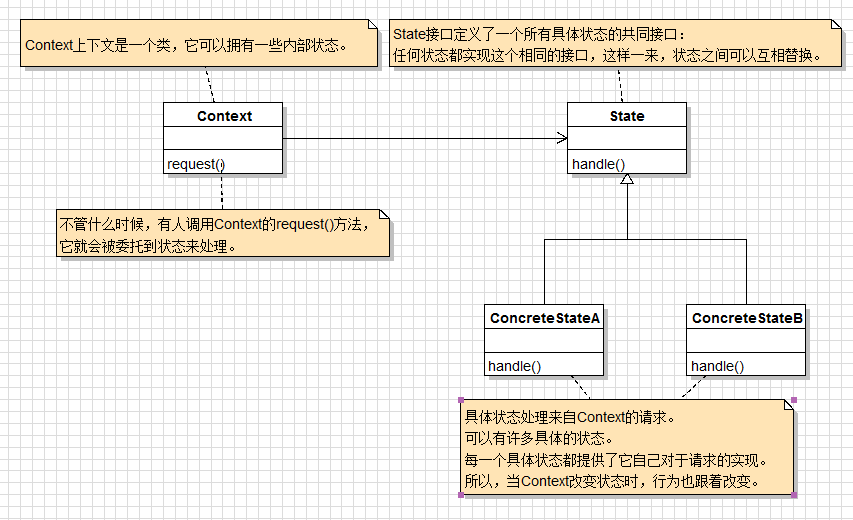 Context上下文是一个类，它可以拥有一些内部状态。
State接口定义了一个所有具体状态的共同接口：
任何状态都实现这个相同的接口，这样一来，状态之间可以互相替换。
Context
request()
State
handle()
不管什么时候，有人调用Context的request()方法，
它就会被委托到状态来处理。
ConcreteStateA
handle()
ConcreteStateB
handle()
具体状态处理来自Context的请求。
可以有许多具体的状态。
每一个具体状态都提供了它自己对于请求的实现。
所以，当Context改变状态时，行为也跟着改变。